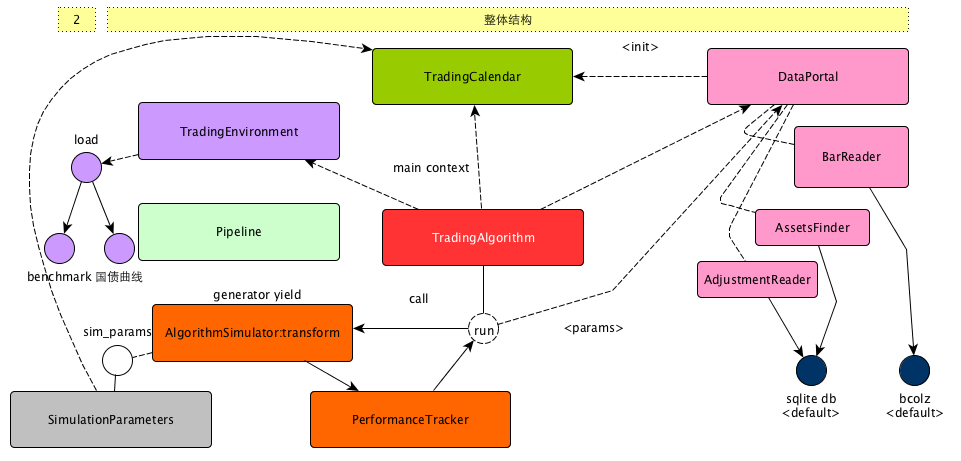 2
整体结构
<init>
TradingCalendar
DataPortal
TradingEnvironment
load
BarReader
main context
Pipeline
TradingAlgorithm
AssetsFinder
benchmark 国债曲线
AdjustmentReader
generator yield
call
sim_params
AlgorithmSimulator:transform
run
<params>
sqlite db
<default>
bcolz
<default>
SimulationParameters
PerformanceTracker